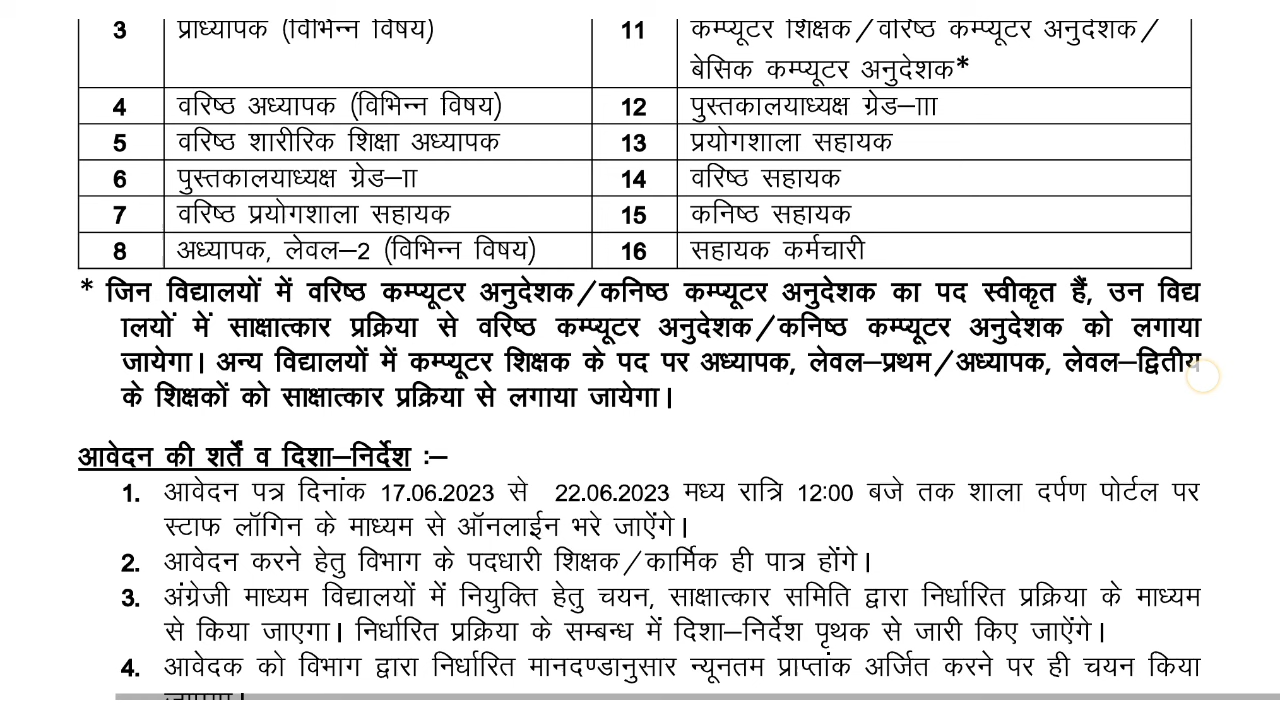 3 प्राध्यापक (विभिन्न विषय) 11 कम्प्यूटर शिक्षक/वरिष्ठ कम्प्यूटर अनुदेशक/
बेसिक कम्प्यूटर अनुदेशक*
4 वरिष्ठ अध्यापक (विभिन्न विषय) 12 पुस्तकालयाध्यक्ष ग्रेड–III
5 वरिष्ठ शारीरिक शिक्षा अध्यापक 13 प्रयोगशाला सहायक
6 पुस्तकालयाध्यक्ष ग्रेड–II 14 वरिष्ठ सहायक
7 वरिष्ठ प्रयोगशाला सहायक 15 कनिष्ठ सहायक
8 अध्यापक, लेवल–2 (विभिन्न विषय) 16 सहायक कर्मचारी
* जिन विद्यालयों में वरिष्ठ कम्प्यूटर अनुदेशक/कनिष्ठ कम्प्यूटर अनुदेशक का पद स्वीकृत हैं, उन विद्य
ालयों में साक्षात्कार प्रक्रिया से वरिष्ठ कम्प्यूटर अनुदेशक/कनिष्ठ कम्प्यूटर अनुदेशक को लगाया
जायेगा। अन्य विद्यालयों में कम्प्यूटर शिक्षक के पद पर अध्यापक, लेवल–प्रथम/अध्यापक, लेवल–द्वितीय
के शिक्षकों को साक्षात्कार प्रक्रिया से लगाया जायेगा।
आवेदन की शर्तें व दिशा–निर्देश :–
1. आवेदन पत्र दिनांक 17.06.2023 से 22.06.2023 मध्य रात्रि 12:00 बजे तक शाला दर्पण पोर्टल पर
स्टाफ लॉगिन के माध्यम से ऑनलाईन भरे जाऐंगे।
2. आवेदन करने हेतु विभाग के पदधारी शिक्षक/कार्मिक ही पात्र होंगे।
3. अंग्रेजी माध्यम विद्यालयों में नियुक्ति हेतु चयन, साक्षात्कार समिति द्वारा निर्धारित प्रक्रिया के माध्यम
से किया जाएगा। निर्धारित प्रक्रिया के सम्बन्ध में दिशा–निर्देश पृथक से जारी किए जाऐंगे।
4. आवेदक को विभाग द्वारा निर्धारित मानदण्डानुसार न्यूनतम प्राप्तांक अर्जित करने पर ही चयन किया